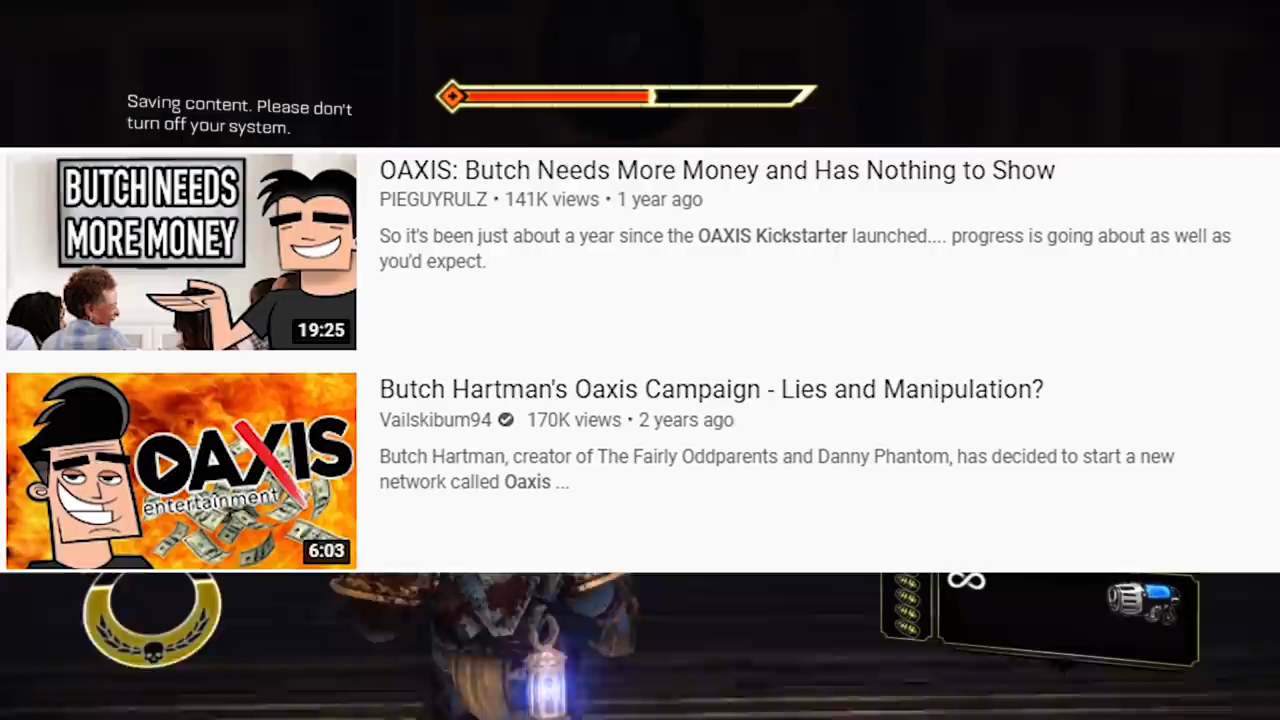 Saving content. Please don't
turn off your system.
BUTCH NEEDS
MORE MONEY
19:25
OAXIS: Butch Needs More Money and Has Nothing to Show
PIEGUYRULZ • 141K views • 1 year ago
So it's been just about a year since the OAXIS Kickstarter launched.... progress is going about as well as
you'd expect.
OAXIS
entertainment
6:03
Butch Hartman's Oaxis Campaign - Lies and Manipulation?
Vailskibum94 170K views • 2 years ago
Butch Hartman, creator of The Fairly Oddparents and Danny Phantom, has decided to start a new
network called Oaxis ...
∞